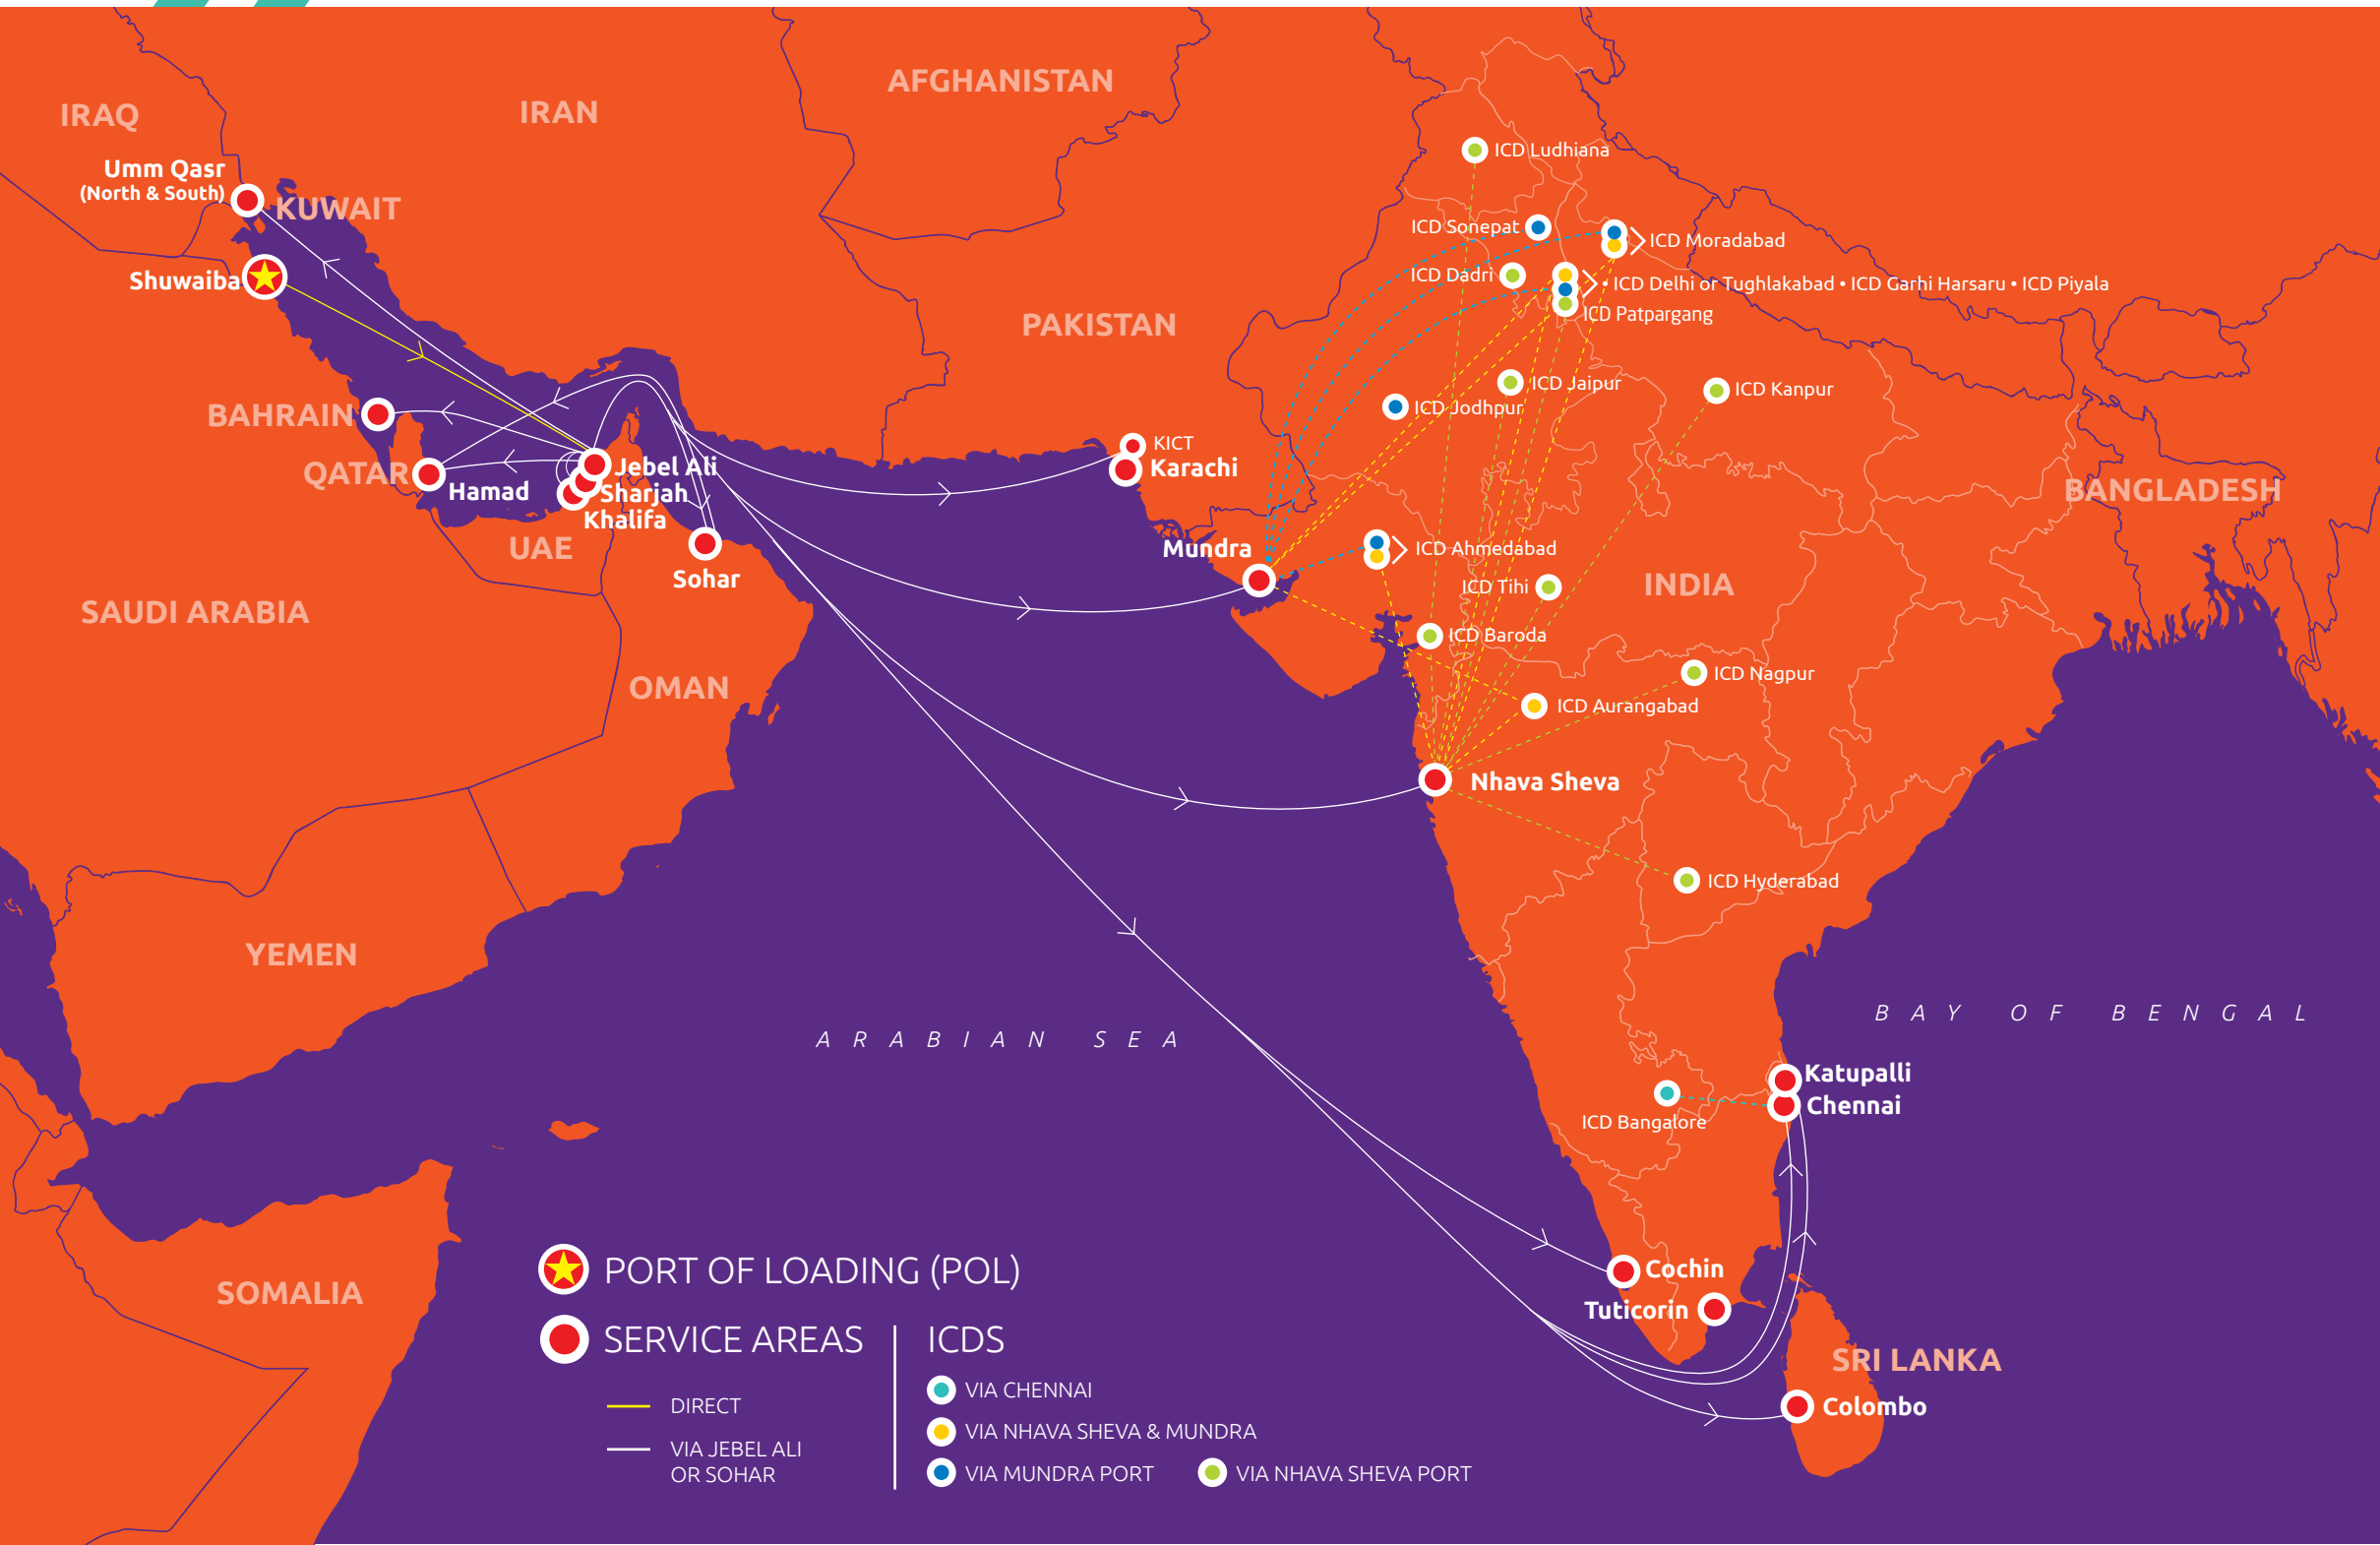 AFGHANISTAN
IRAQ
IRAN
Umm Qasr
(North & South)
KUWAIT
Shuwaiba
PAKISTAN
BAHRAIN
QATAR
Hamad
Jebel Ali
Sharjah
Khalifa
UAE
Sohar
SAUDI ARABIA
OMAN
YEMEN
SOMALIA
KICT
Karachi
Mundra
ICD Ludhiana
ICD Sonepat
ICD Moradabad
ICD Dadri
• ICD Delhi or Tughlakabad • ICD Garhi Harsaru • ICD Piyala
ICD Patpargang
ICD Jaipur
ICD Kanpur
ICD Jodhpur
BANGLADESH
ICD Ahmedabad
ICD Tihi
INDIA
ICD Baroda
ICD Nagpur
ICD Aurangabad
Nhava Sheva
ICD Hyderabad
ARABIAN SEA
BAY OF BENGAL
Katupalli
Chennai
ICD Bangalore
Cochin
Tuticorin
SRI LANKA
Colombo
PORT OF LOADING (POL)
SERVICE AREAS
DIRECT
VIA JEBEL ALI
OR SOHAR
ICDS
VIA CHENNAI
VIA NHAVA SHEVA & MUNDRA
VIA MUNDRA PORT
VIA NHAVA SHEVA PORT